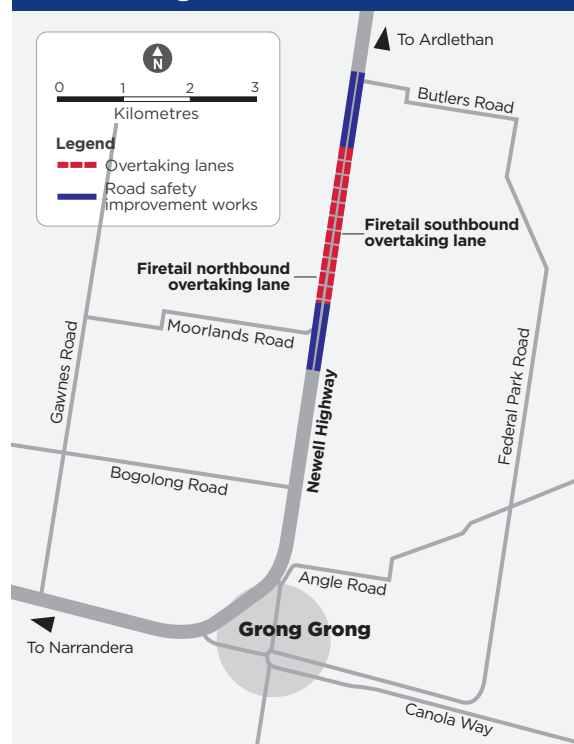 To Ardlethan
N
0 1 2 3
Kilometres
Legend
Overtaking lanes
Road safety
improvement works
Butlers Road
Firetail southbound
overtaking lane
Firetail northbound
overtaking lane
Moorlands Road
Gawnes Road
Federal Park Road
Newell Highway
Bogolong Road
Angle Road
Grong Grong
To Narrandera
Canola Way